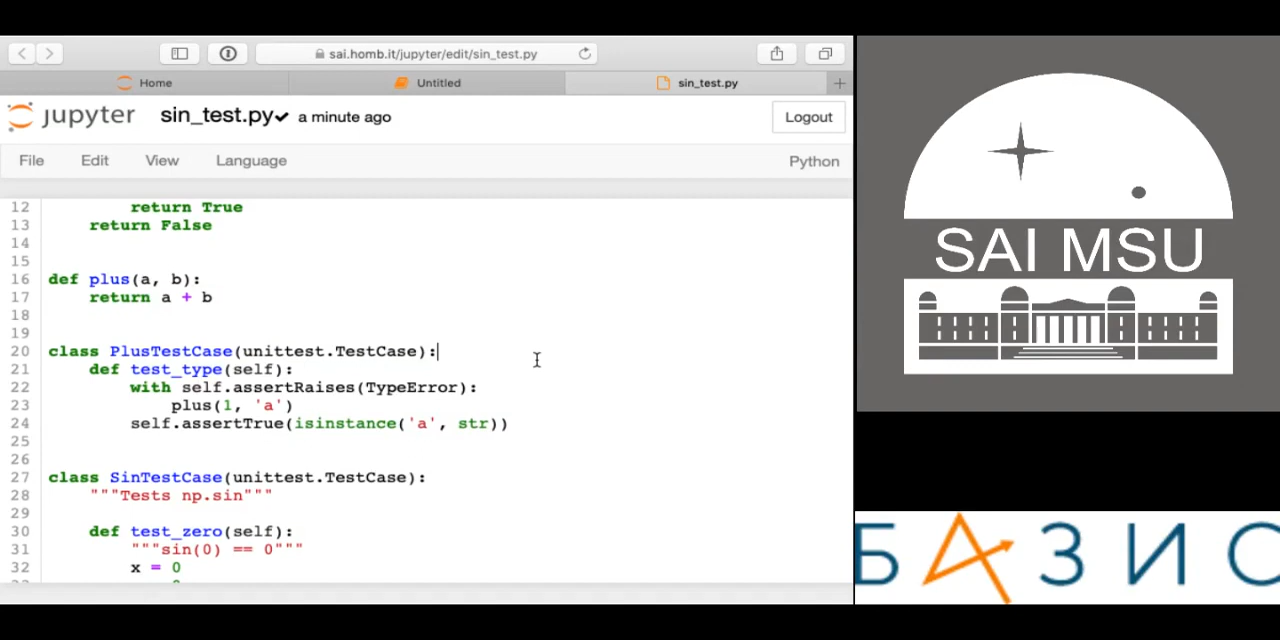 sai.homb.it/jupyter/edit/sin_test.py
Home
Untitled
sin_test.py
jupyter sin_test.py a minute ago
Logout
File Edit View Language
Python
12 return True
13 return False
14
15
16 def plus(a, b):
17 return a + b
18
19
20 class PlusTestCase(unittest.TestCase):
21 def test_type(self):
22 with self.assertRaises(TypeError):
23 plus(1, 'a')
24 self.assertTrue(isinstance('a', str))
25
26
27 class SinTestCase(unittest.TestCase):
28 """Tests np.sin"""
29
30 def test_zero(self):
31 """sin(0) == 0"""
32 x = 0
SAI MSU
БАЗИС